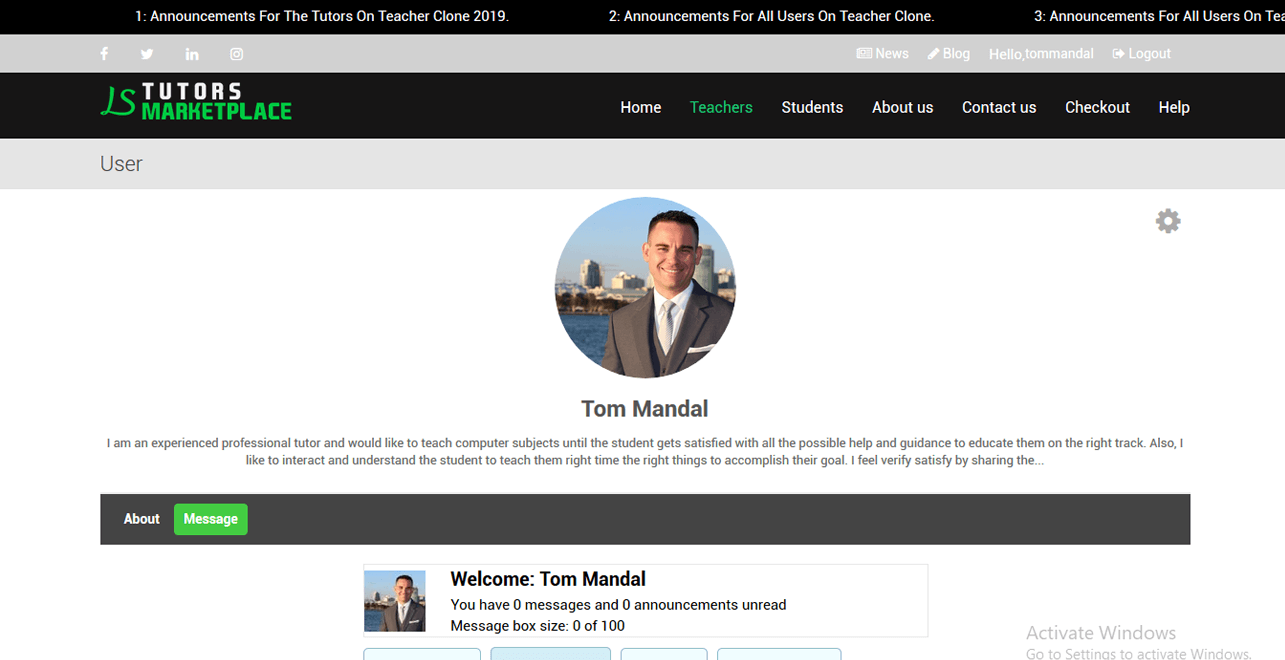 1: Announcements For The Tutors On Teacher Clone 2019. 2: Announcements For All Users On Teacher Clone. 3: Announcements For All Users On
News Blog Hello,tommandal Logout
LS TUTORS
MARKETPLACE
Home Teachers Students About us Contact us Checkout Help
User
Tom Mandal
I am an experienced professional tutor and would like to teach computer subjects until the student gets satisfied with all the possible help and guidance to educate them on the right track. Also, I
like to interact and understand the student to teach them right time the right things to accomplish their goal. I feel verify satisfy by sharing the...
About Message
Welcome: Tom Mandal
You have 0 messages and 0 announcements unread
Message box size: 0 of 100
Activate Windows
Go to Settings to activate Windows.